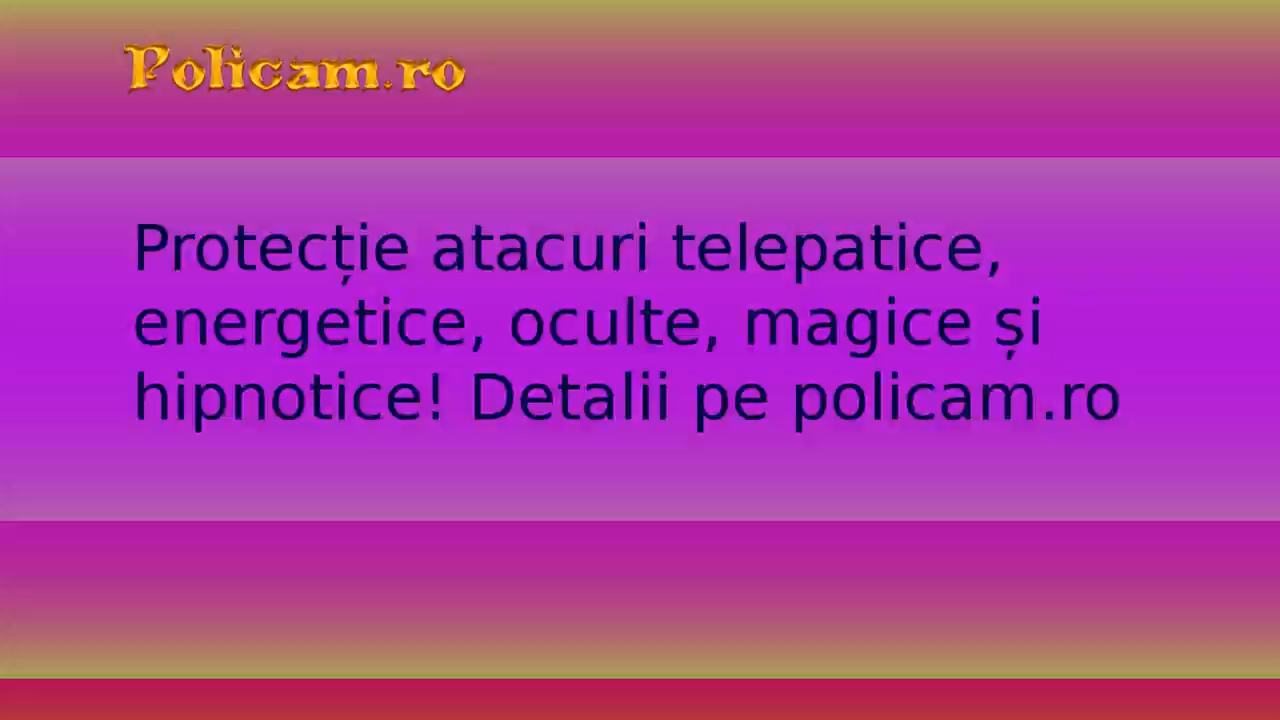 Policam.ro
Protecție atacuri telepatice,
energetice, oculte, magice și
hipnotice! Detalii pe policam.ro